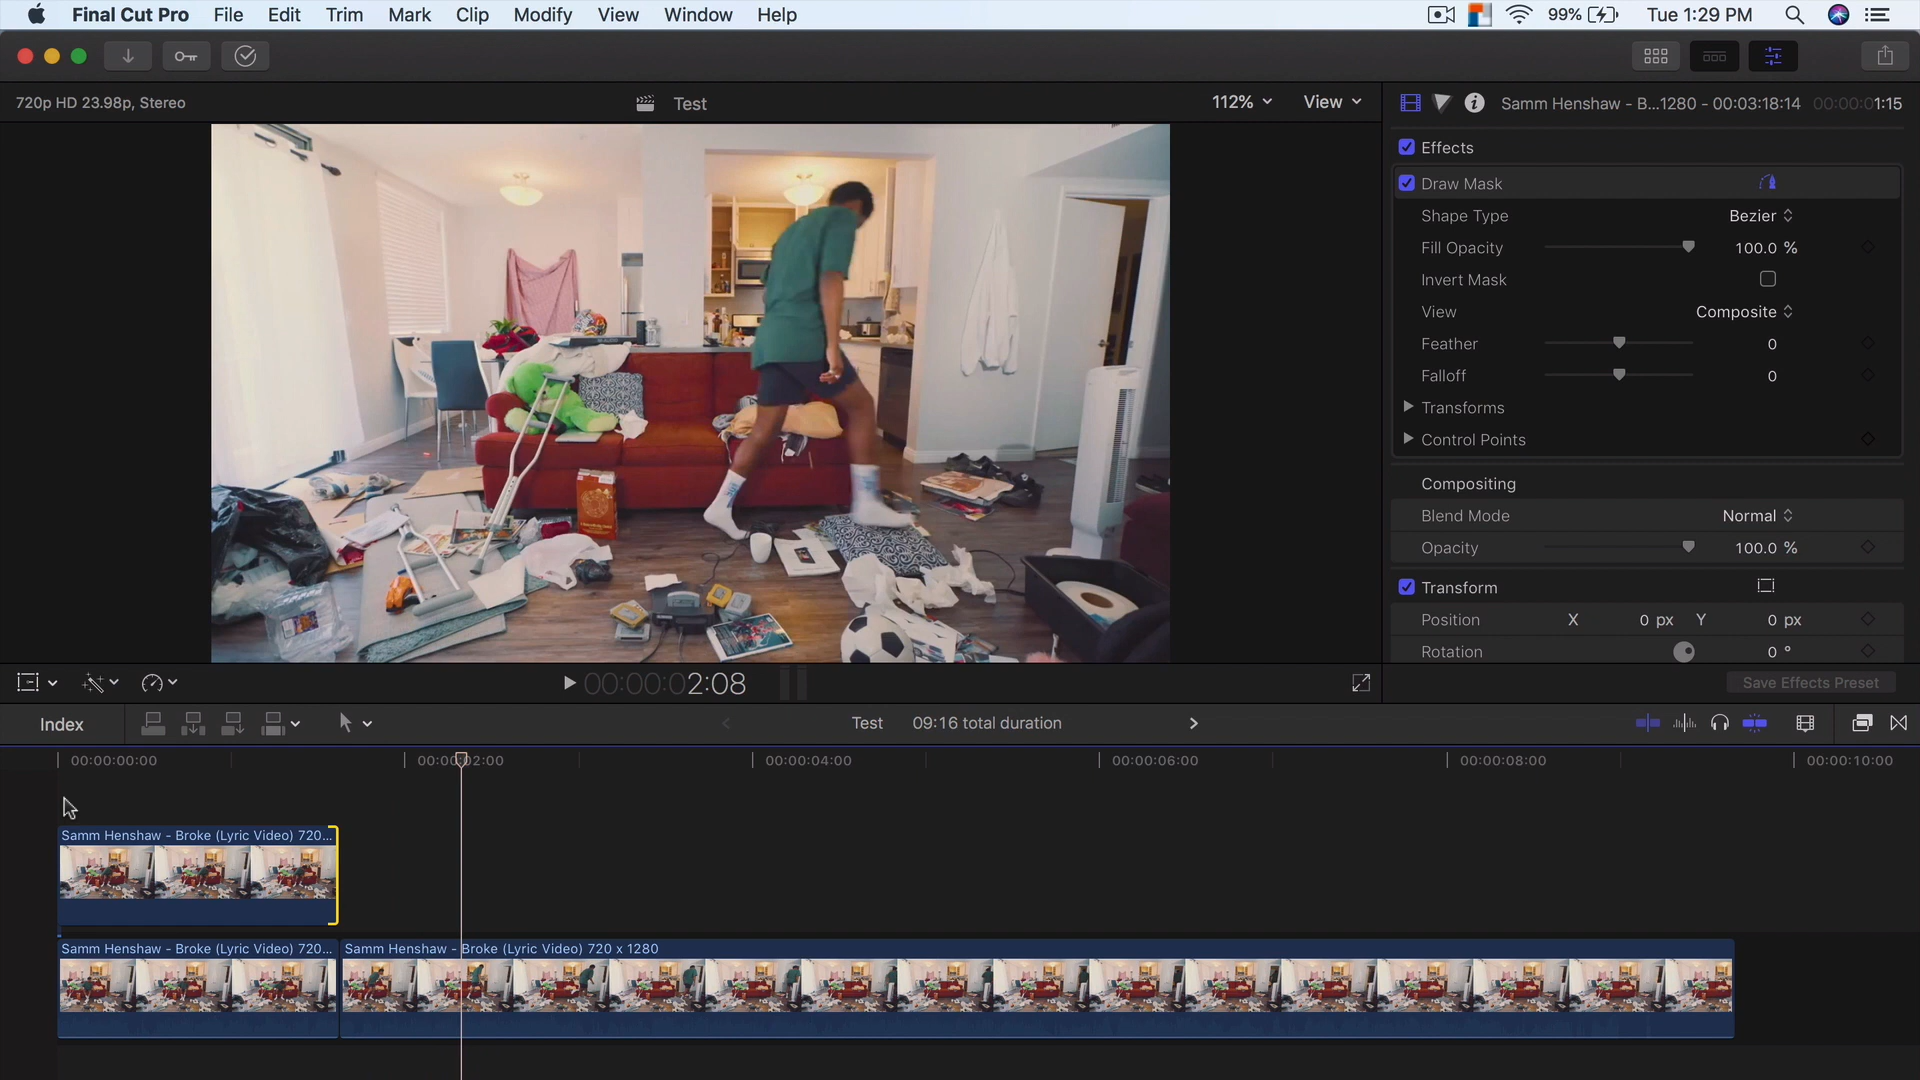 Final Cut Pro File Edit Trim Mark Clip Modify View Window Help 99% Tue 1:29 PM
720p HD 23.98p, Stereo
Test
112% View
Samm Henshaw - B...1280 - 00:03:18:14 00:00:01:15
Effects
Draw Mask
Shape Type Bezier
Fill Opacity 100.0 %
Invert Mask
View Composite
Feather 0
Falloff 0
Transforms
Control Points
Compositing
Blend Mode Normal
Opacity 100.0 %
Transform
Position X 0 px Y 0 px
Rotation 0 °
00:00:02:08
Save Effects Preset
Index
Test 09:16 total duration
00:00:00:00 00:00:02:00 00:00:04:00 00:00:06:00 00:00:08:00 00:00:10:00
Samm Henshaw - Broke (Lyric Video) 720...
Samm Henshaw - Broke (Lyric Video) 720... Samm Henshaw - Broke (Lyric Video) 720 x 1280